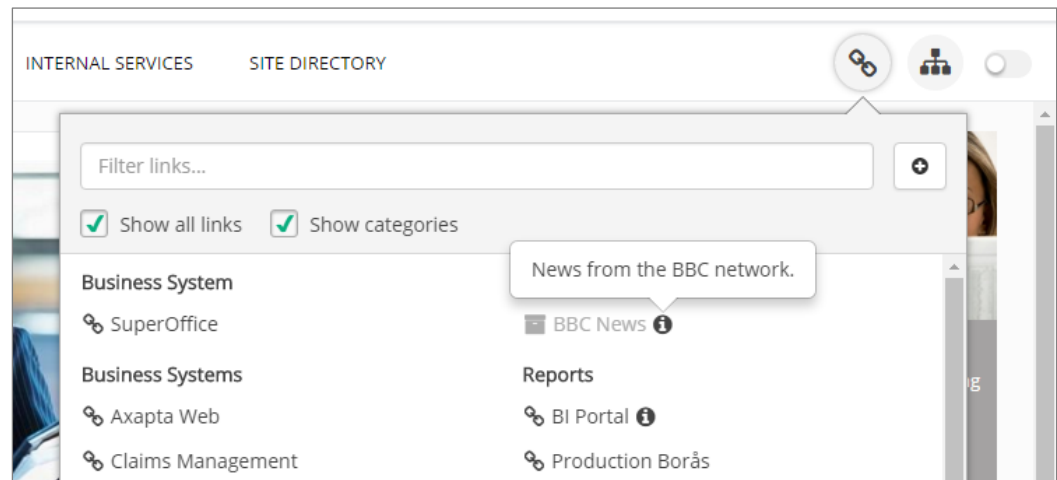 INTERNAL SERVICES SITE DIRECTORY
Filter links...
Show all links Show categories
News from the BBC network.
Business System
SuperOffice
BBC News
Business Systems
Reports
Axapta Web
BI Portal
Claims Management
Production Borås